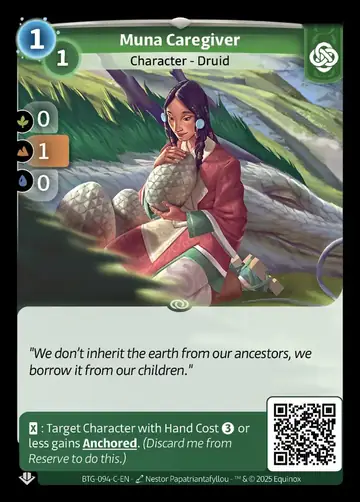 1
1
Muna Caregiver
Character - Druid
0
1
0
"We don't inherit the earth from our ancestors, we
borrow it from our children."
X : Target Character with Hand Cost 3 or
less gains Anchored. (Discard me from
Reserve to do this.)
BTG-094-C-EN - Nestor Papatriantafyllou - ™ & © 2025 Equinox